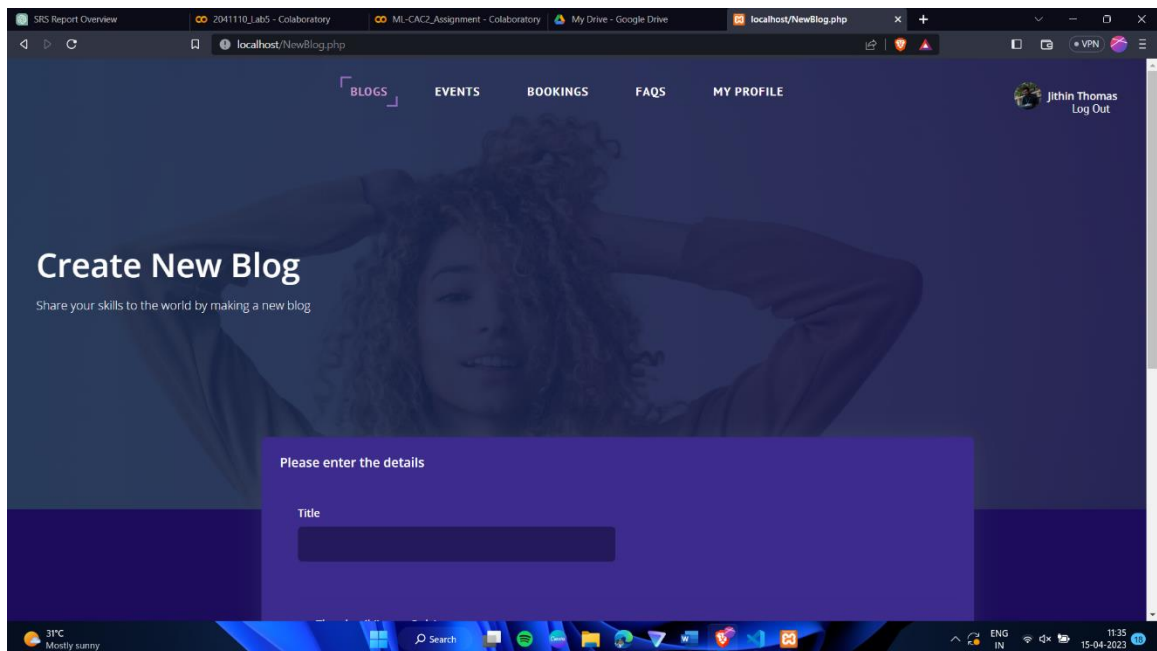 SRS Report Overview
2041110_Lab5 - Colaboratory
ML-CAC2_Assignment - Colaboratory
My Drive - Google Drive
localhost/NewBlog.php
localhost/NewBlog.php
VPN
BLOGS
EVENTS
BOOKINGS
FAQS
MY PROFILE
Jithin Thomas
Log Out
Create New Blog
Share your skills to the world by making a new blog
Please enter the details
Title
31°C
Mostly sunny
Search
ENG
IN
11:35
15-04-2023
18